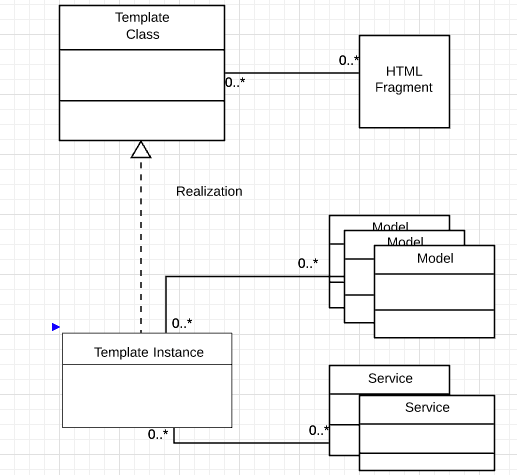 Template
Class
0..*
0..*
HTML
Fragment
Realization
Model
Model
Model
0..*
0..*
Template Instance
Service
Service
0..*
0..*